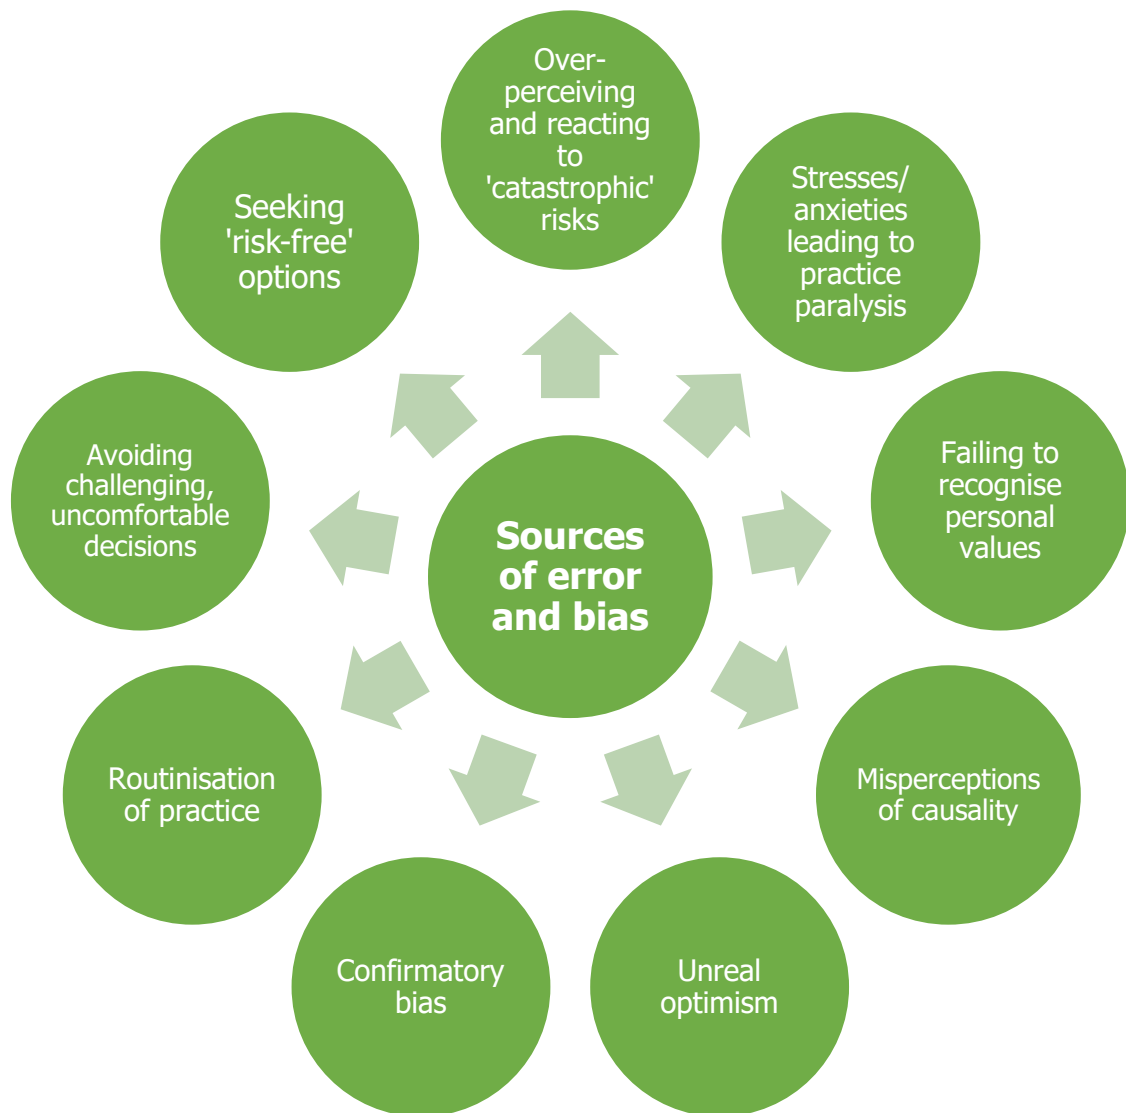 Over-
perceiving
and reacting
to
'catastrophic'
risks
Stresses/
anxieties
leading to
practice
paralysis
Failing to
recognise
personal
values
Misperceptions
of causality
Unreal
optimism
Confirmatory
bias
Routinisation
of practice
Avoiding
challenging,
uncomfortable
decisions
Seeking
'risk-free'
options
Sources
of error
and bias